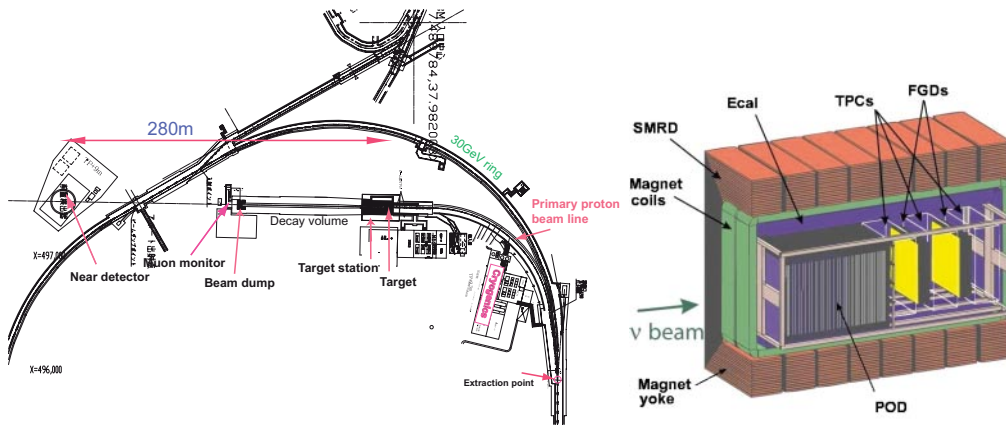 280m
30GeV ring
Primary proton
beam line
Decay volume
X=497,0
Near detector
Muon monitor
Beam dump
Target station
Target
Cryogenics
X=496,000
Extraction point
Ecal
TPCs
FGDs
SMRD
Magnet
coils
ν beam
Magnet
yoke
POD